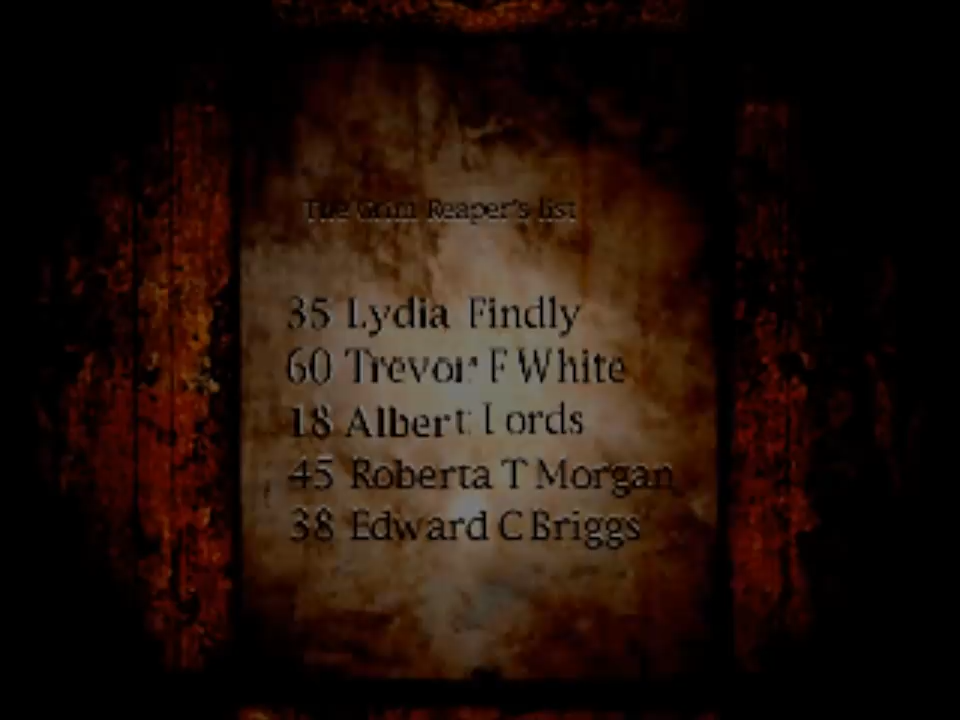 The Grim Reaper's list
35 Lydia Findly
60 Trevor F White
18 Albert Lords
45 Roberta T Morgan
38 Edward C Briggs